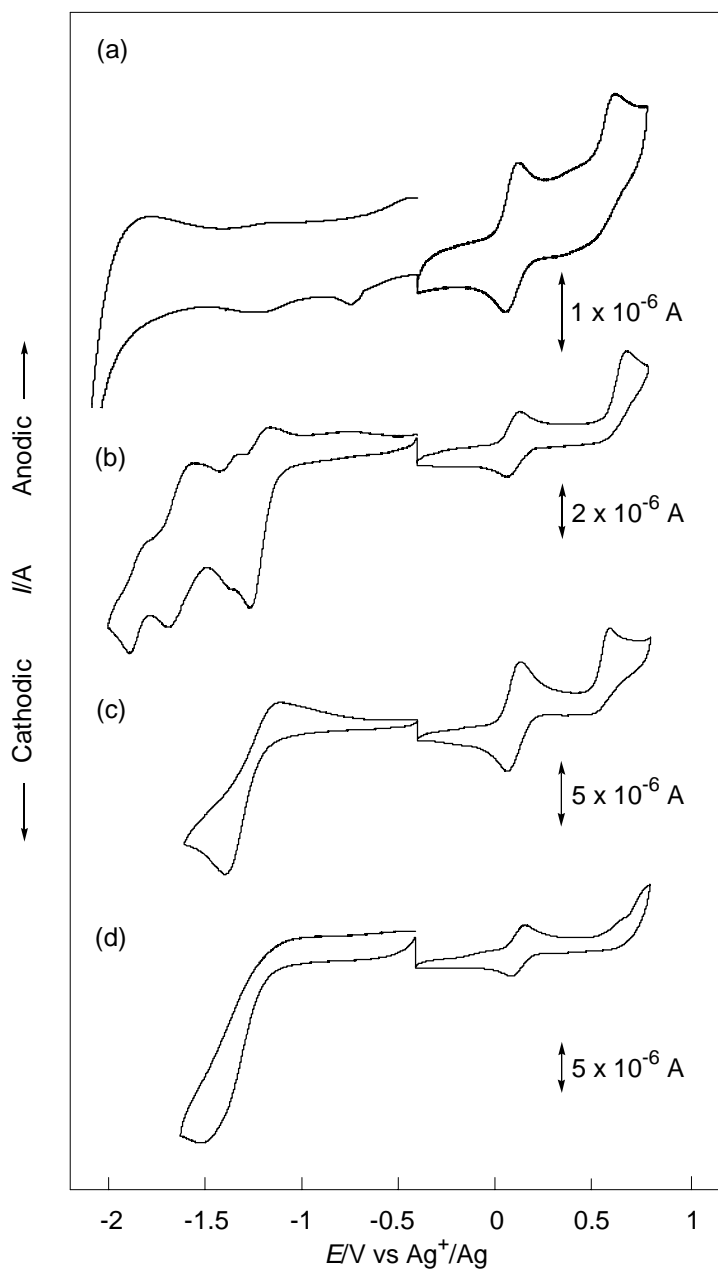 (a)
1 x 10⁻⁶ A
(b)
2 x 10⁻⁶ A
(c)
5 x 10⁻⁶ A
(d)
5 x 10⁻⁶ A
Cathodic I/A Anodic
-2 -1.5 -1 -0.5 0 0.5 1
E/V vs Ag⁺/Ag